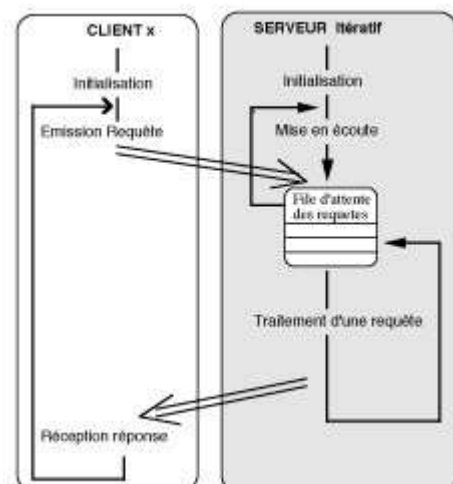 CLIENT x
Initialisation
Emission Requête
Réception réponse
SERVEUR Itératif
Initialisation
Mise en écoute
File d'attente
des requetes
Traitement d'une requête